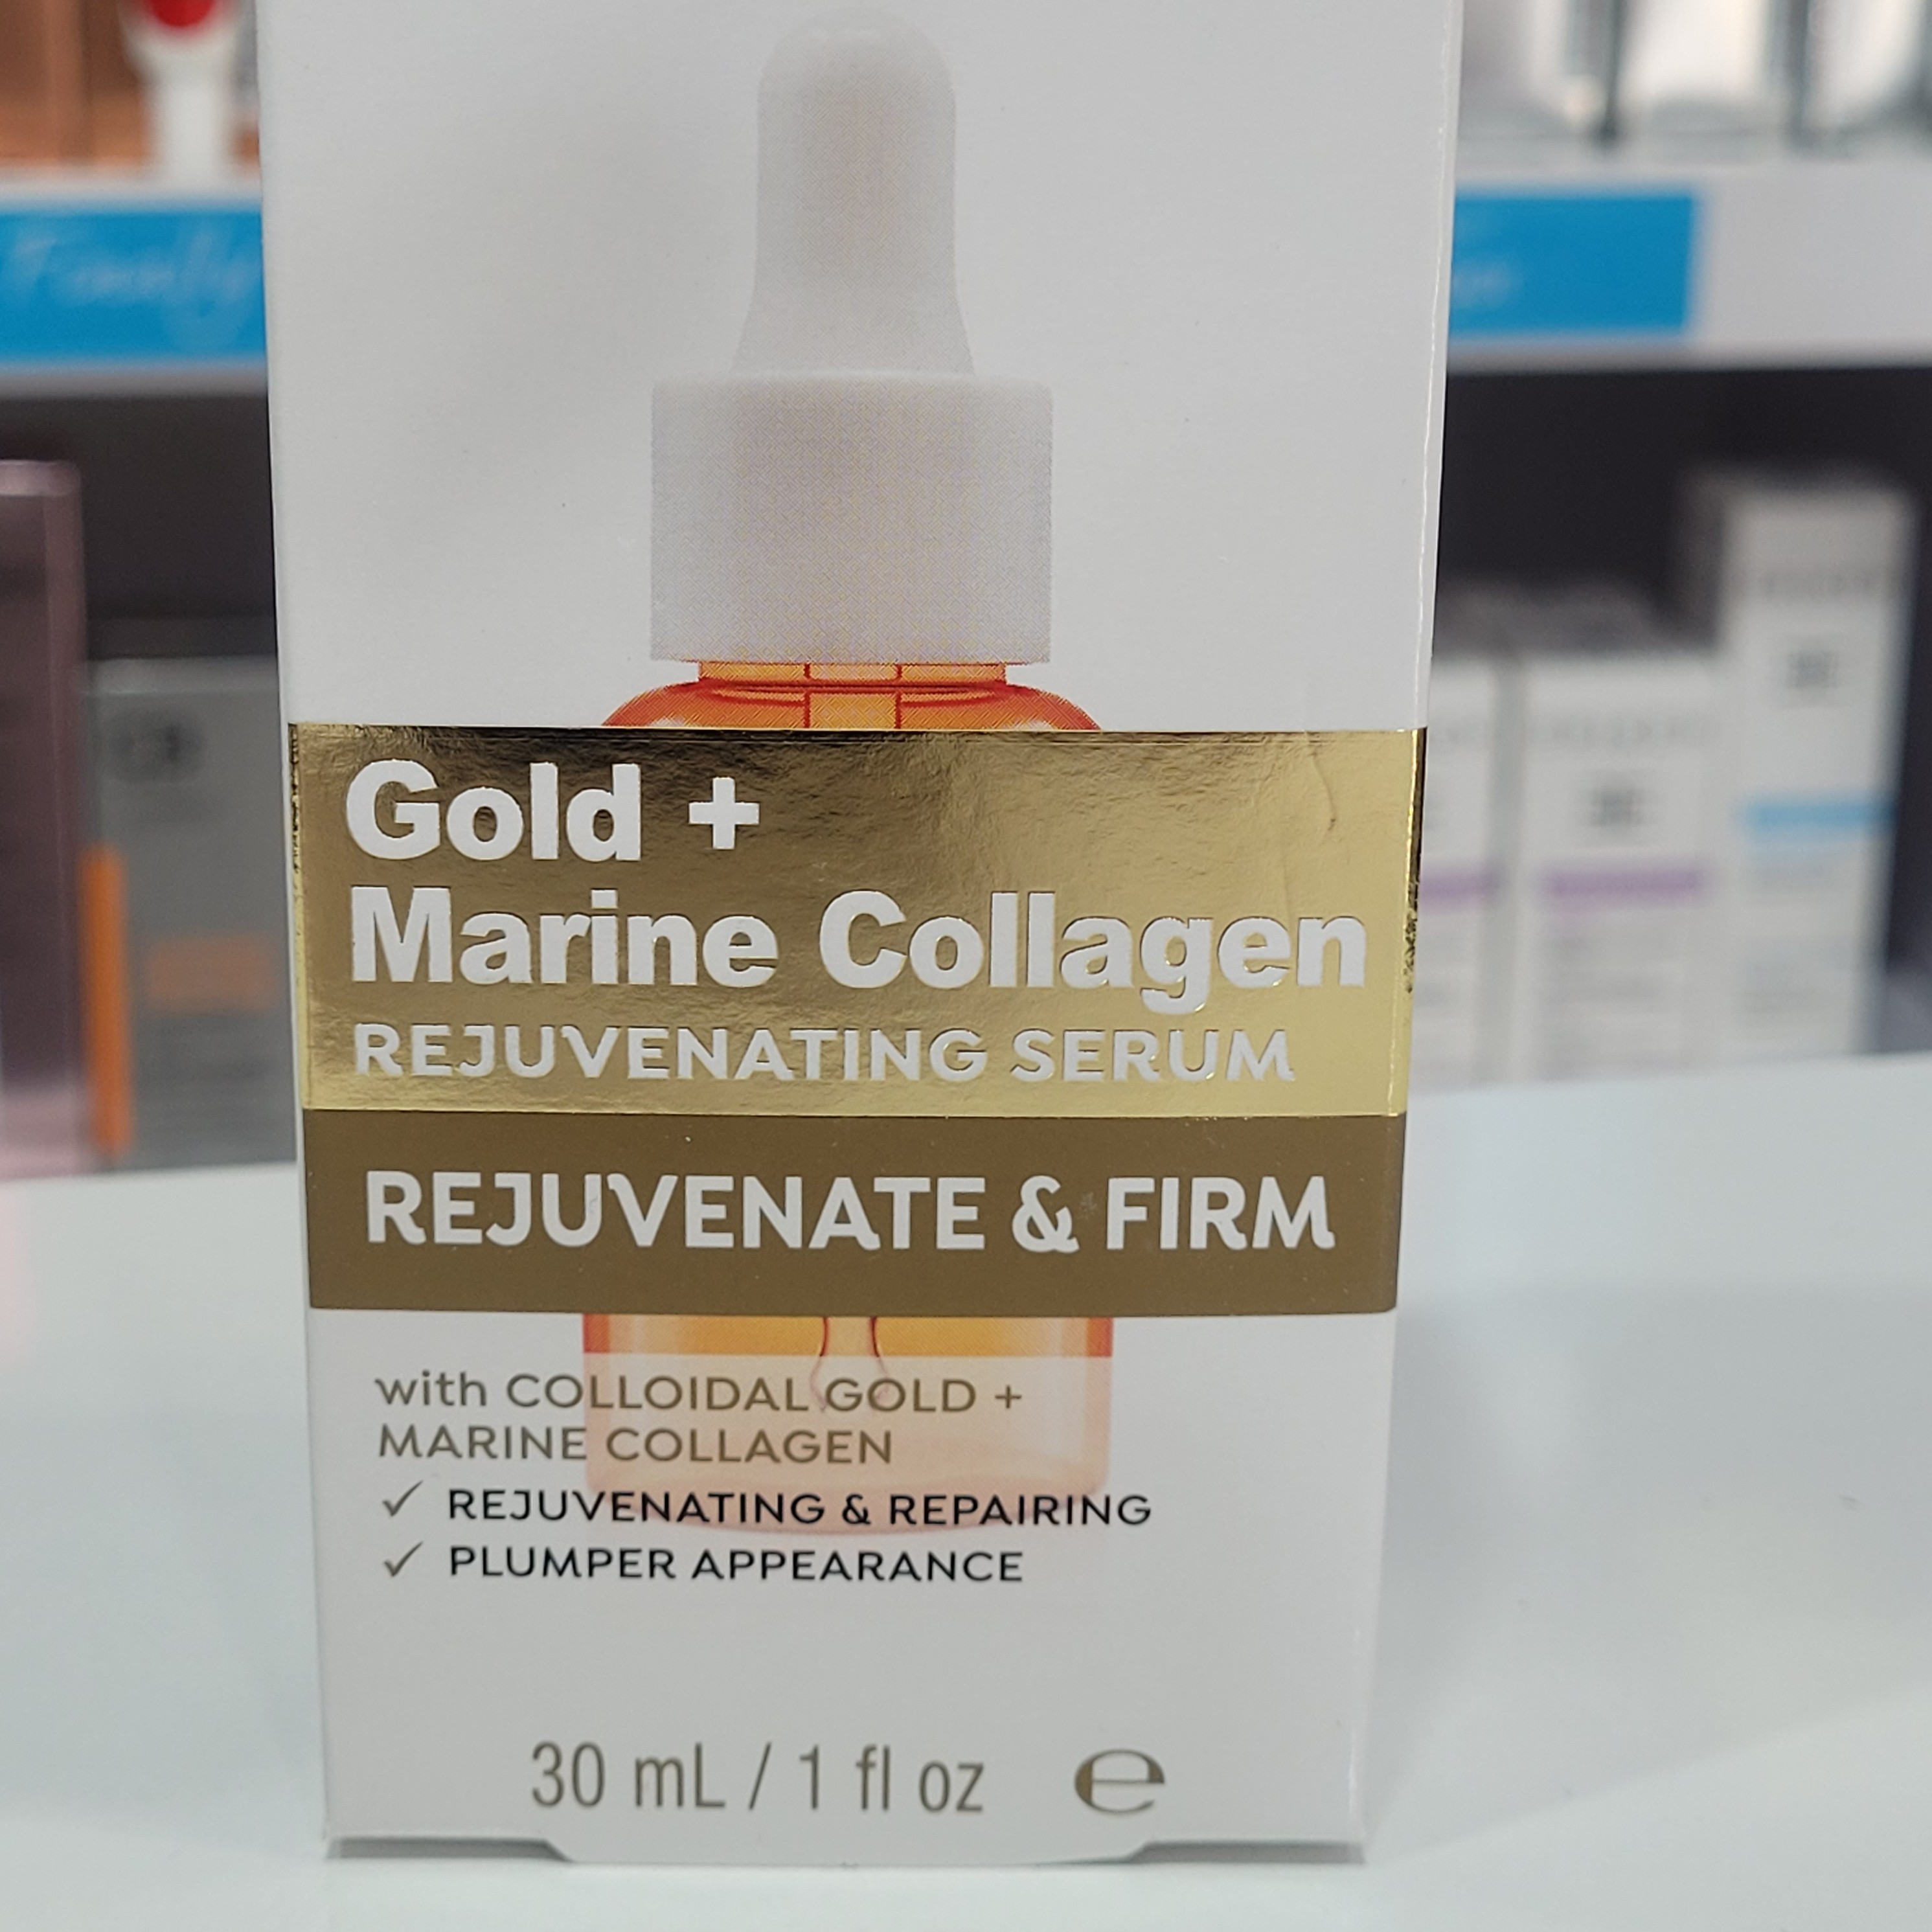 Gold +
Marine Collagen
REJUVENATING SERUM
REJUVENATE & FIRM
with COLLOIDAL GOLD +
MARINE COLLAGEN
✓ REJUVENATING & REPAIRING
✓ PLUMPER APPEARANCE
30 mL / 1 fl oz ℮
Family